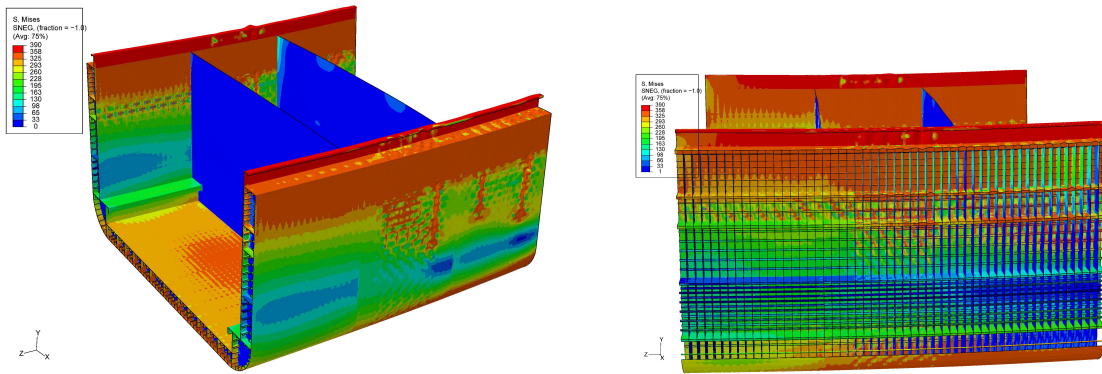 S, Mises
SNEG, (fraction = −1.0)
(Avg: 75%)
390
358
325
293
260
228
195
163
130
98
66
33
0
Y
Z
X
S, Mises
SNEG, (fraction = −1.0)
(Avg: 75%)
390
358
325
293
260
228
195
163
130
98
66
33
1
Y
Z
X